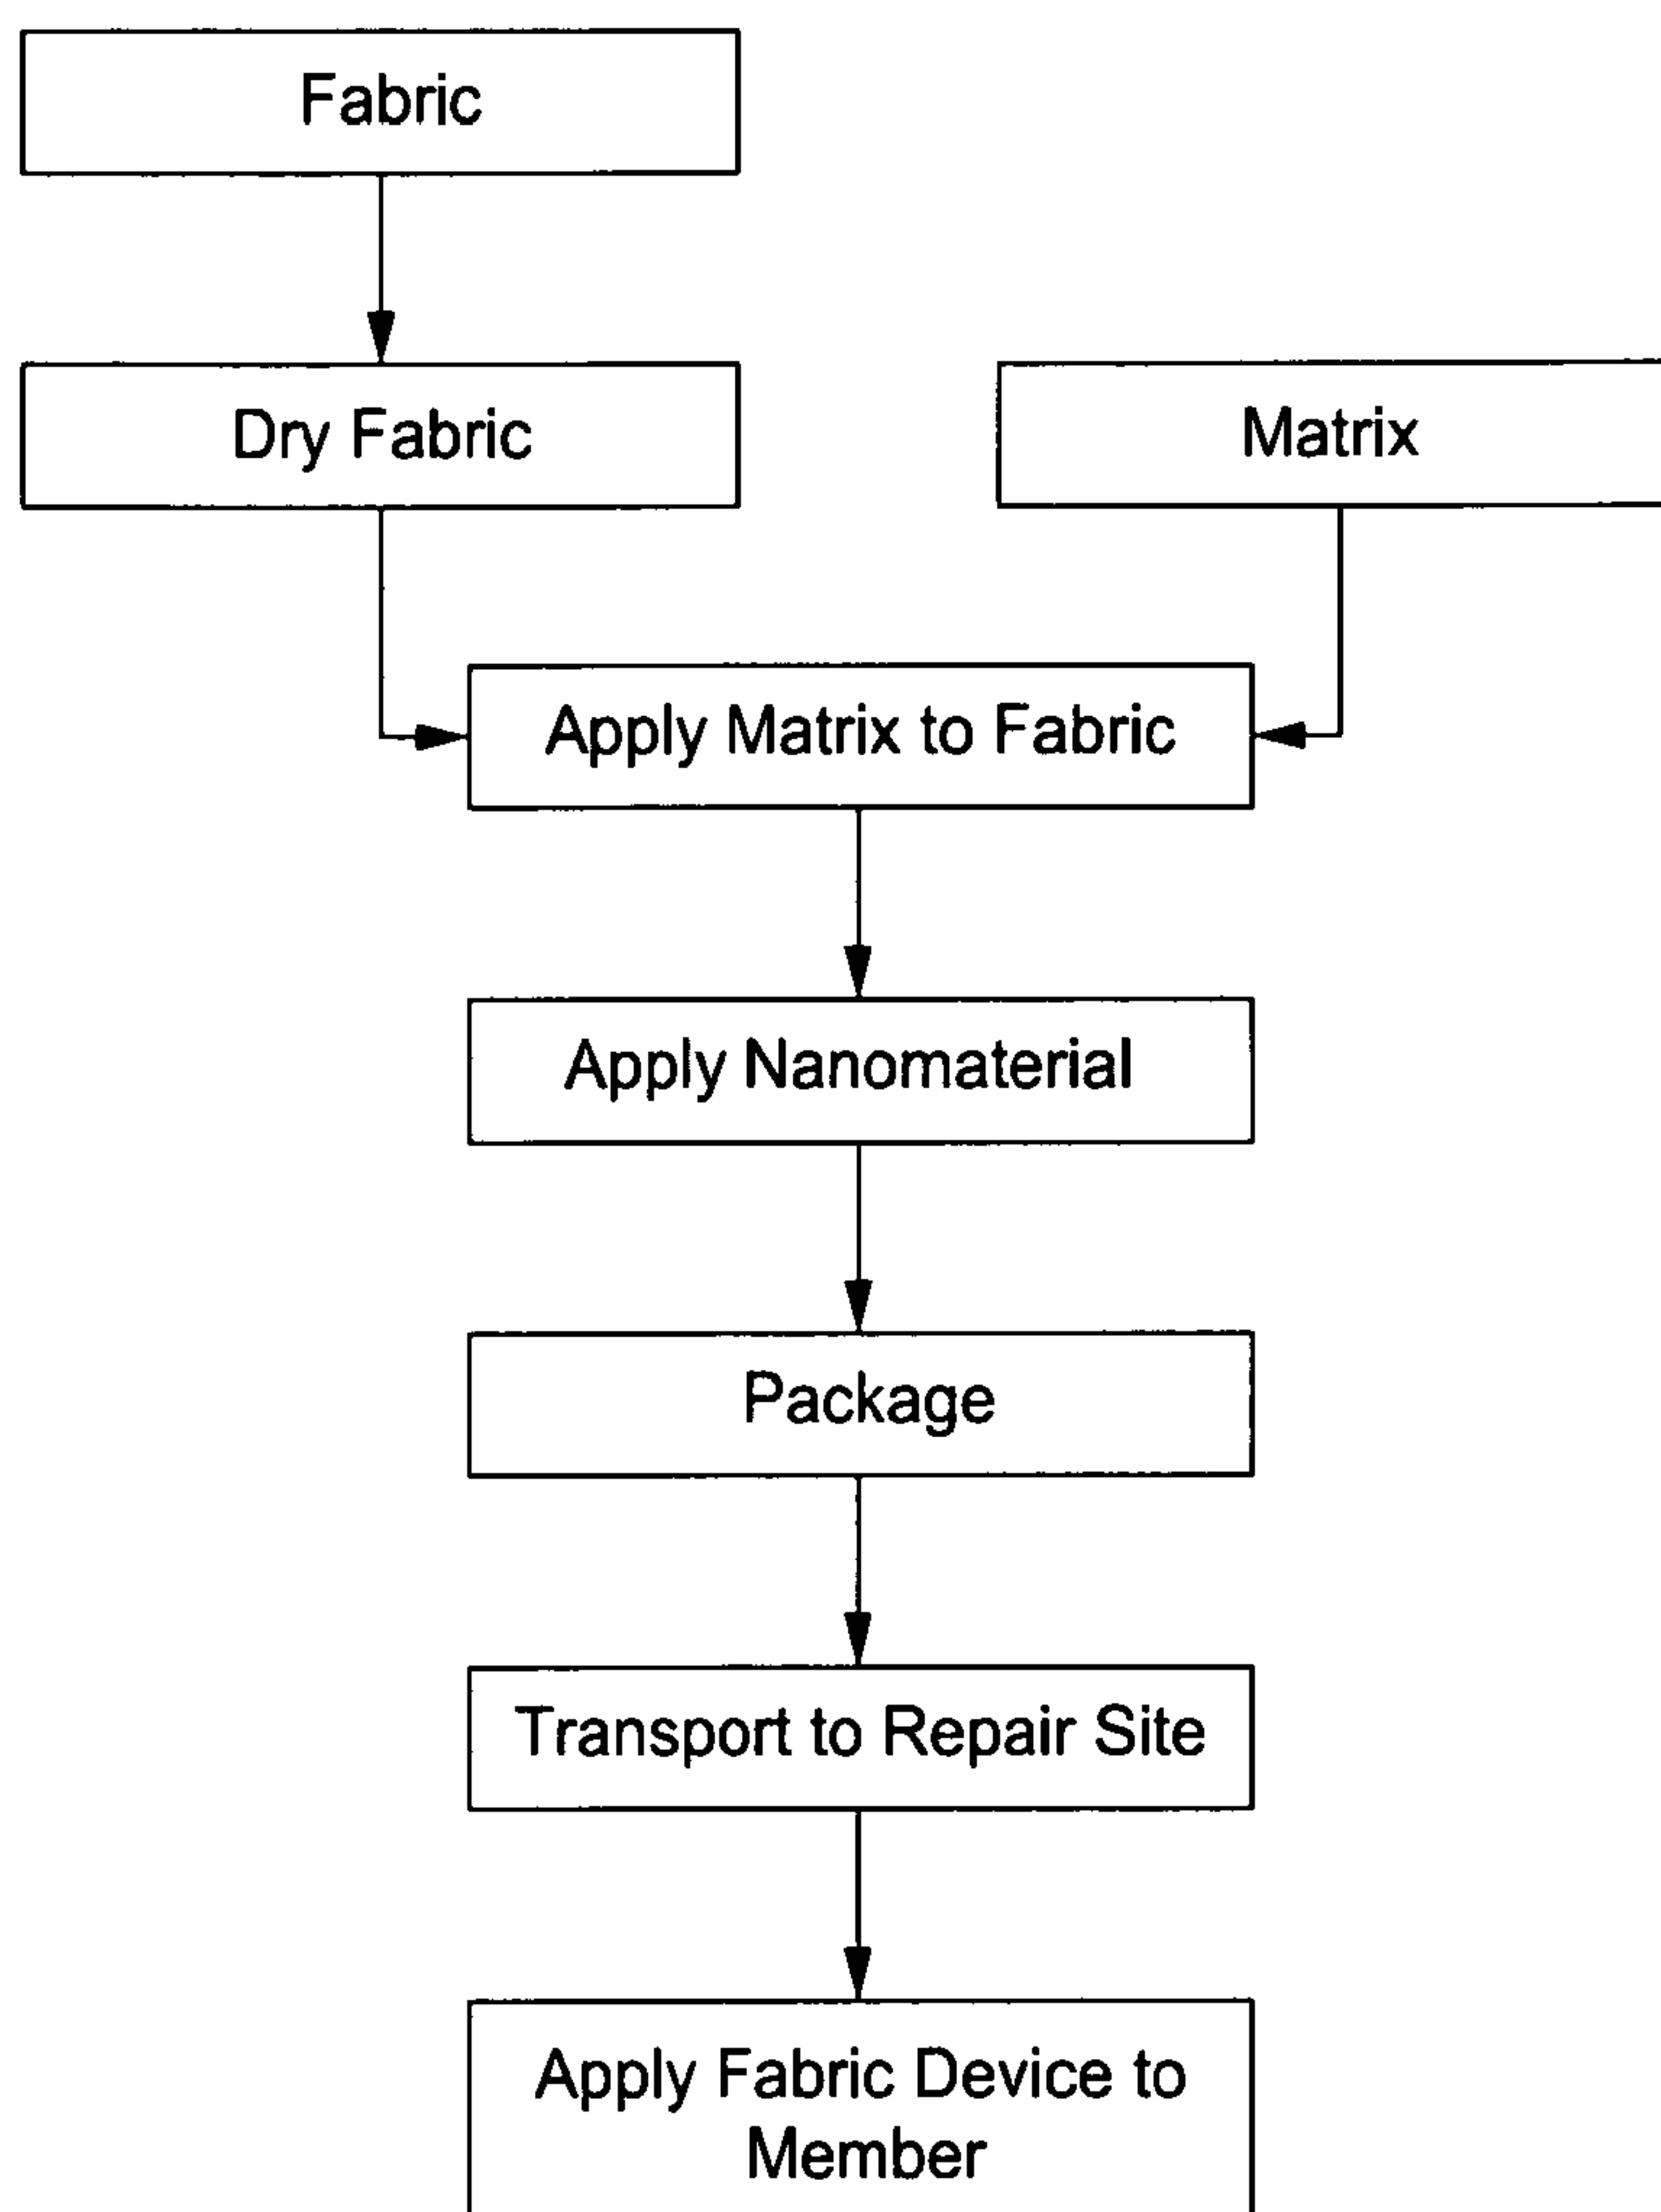 Fabric
Dry Fabric
Matrix
Apply Matrix to Fabric
Apply Nanomaterial
Package
Transport to Repair Site
Apply Fabric Device to
Member